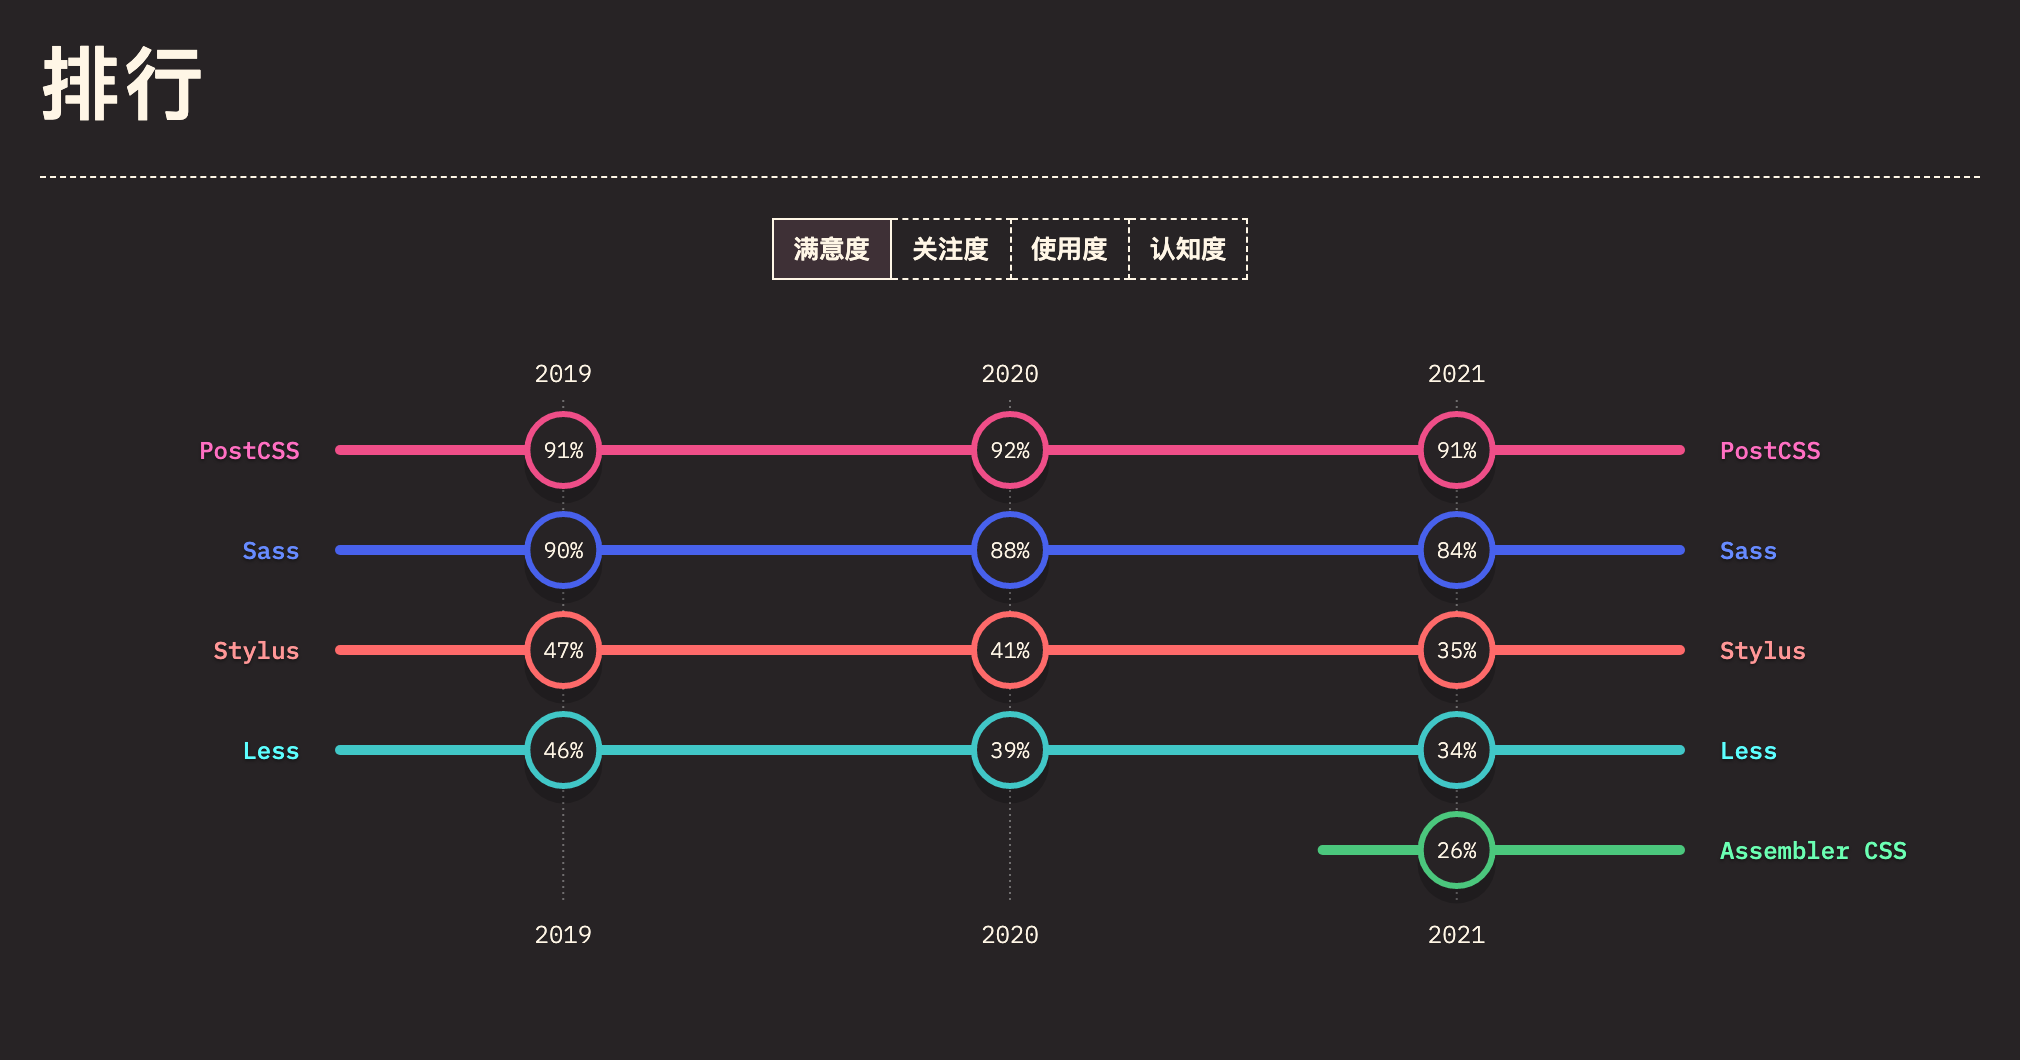 排行
满意度 关注度 使用度 认知度
2019 2020 2021
PostCSS 91% 92% 91% PostCSS
Sass 90% 88% 84% Sass
Stylus 47% 41% 35% Stylus
Less 46% 39% 34% Less
26% Assembler CSS
2019 2020 2021